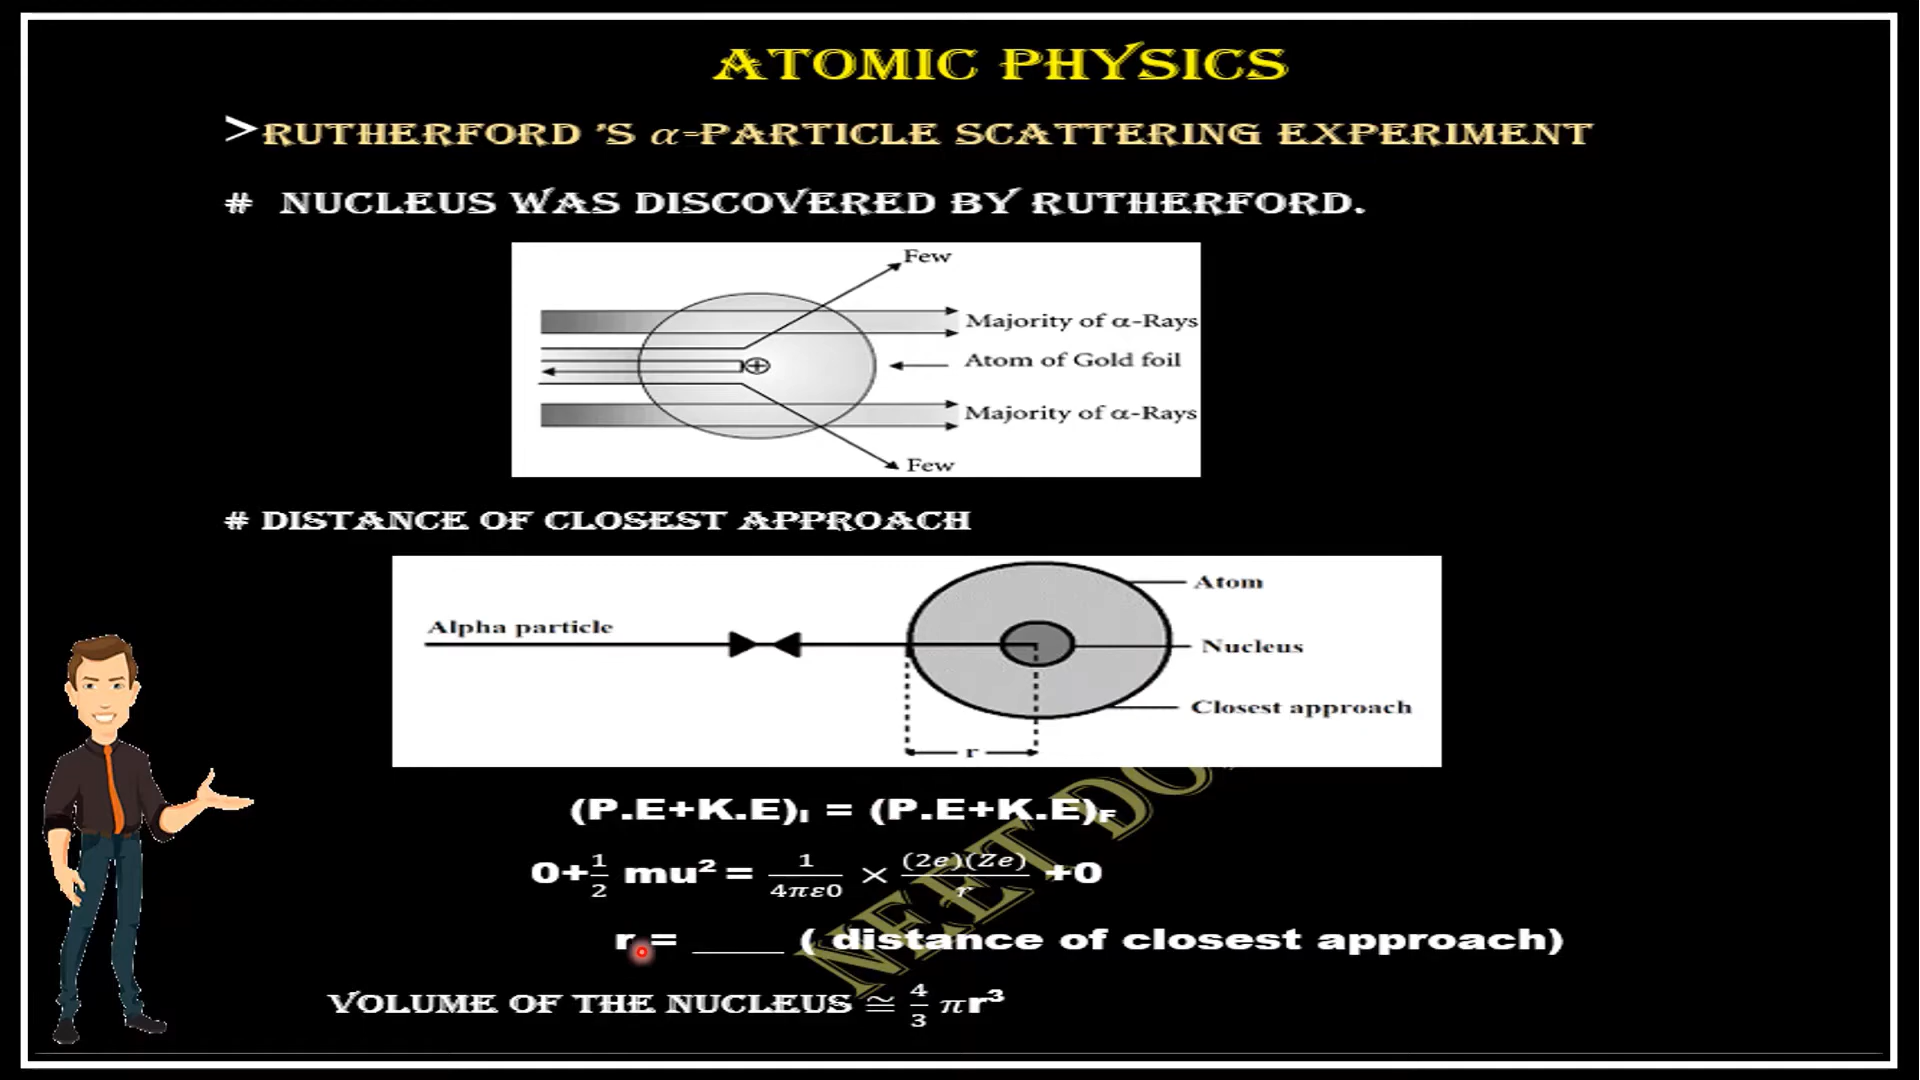 ATOMIC PHYSICS
>RUTHERFORD 'S α-PARTICLE SCATTERING EXPERIMENT
# NUCLEUS WAS DISCOVERED BY RUTHERFORD.
Few
Majority of α-Rays
Atom of Gold foil
Majority of α-Rays
Few
# DISTANCE OF CLOSEST APPROACH
Atom
Alpha particle
Nucleus
Closest approach
r
(P.E+K.E)I = (P.E+K.E)F
0+1/2 mu² = 1/4πε0 × (2e)(Ze)/r +0
r = ____ ( distance of closest approach)
VOLUME OF THE NUCLEUS ≅ 4/3 πr³
NEET